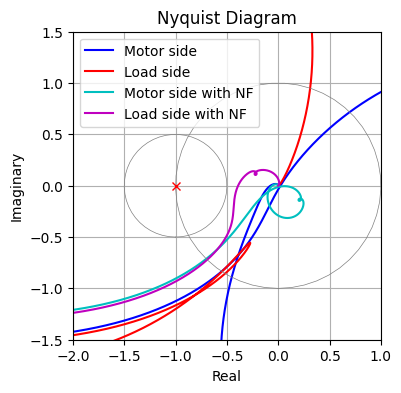 Nyquist Diagram
Motor side
Load side
Motor side with NF
Load side with NF
Imaginary
1.5
1.0
0.5
0.0
−0.5
−1.0
−1.5
−2.0 −1.5 −1.0 −0.5 0.0 0.5 1.0
Real